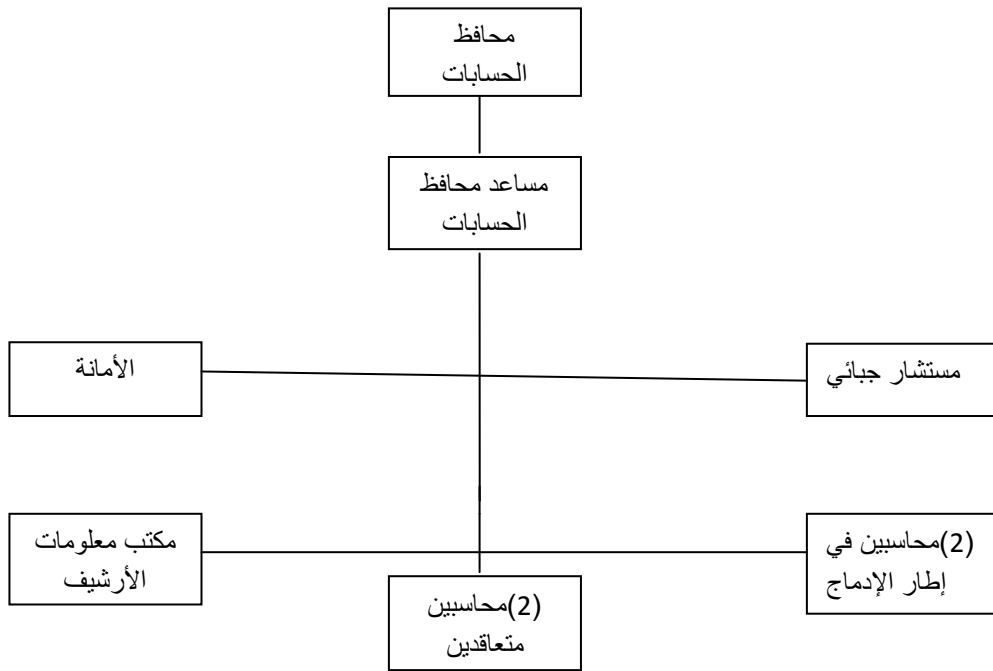 محافظ
الحسابات
مساعد محافظ
الحسابات
مستشار جبائي
الأمانة
(2)محاسبين في
إطار الإدماج
(2)محاسبين
متعاقدين
مكتب معلومات
الأرشيف